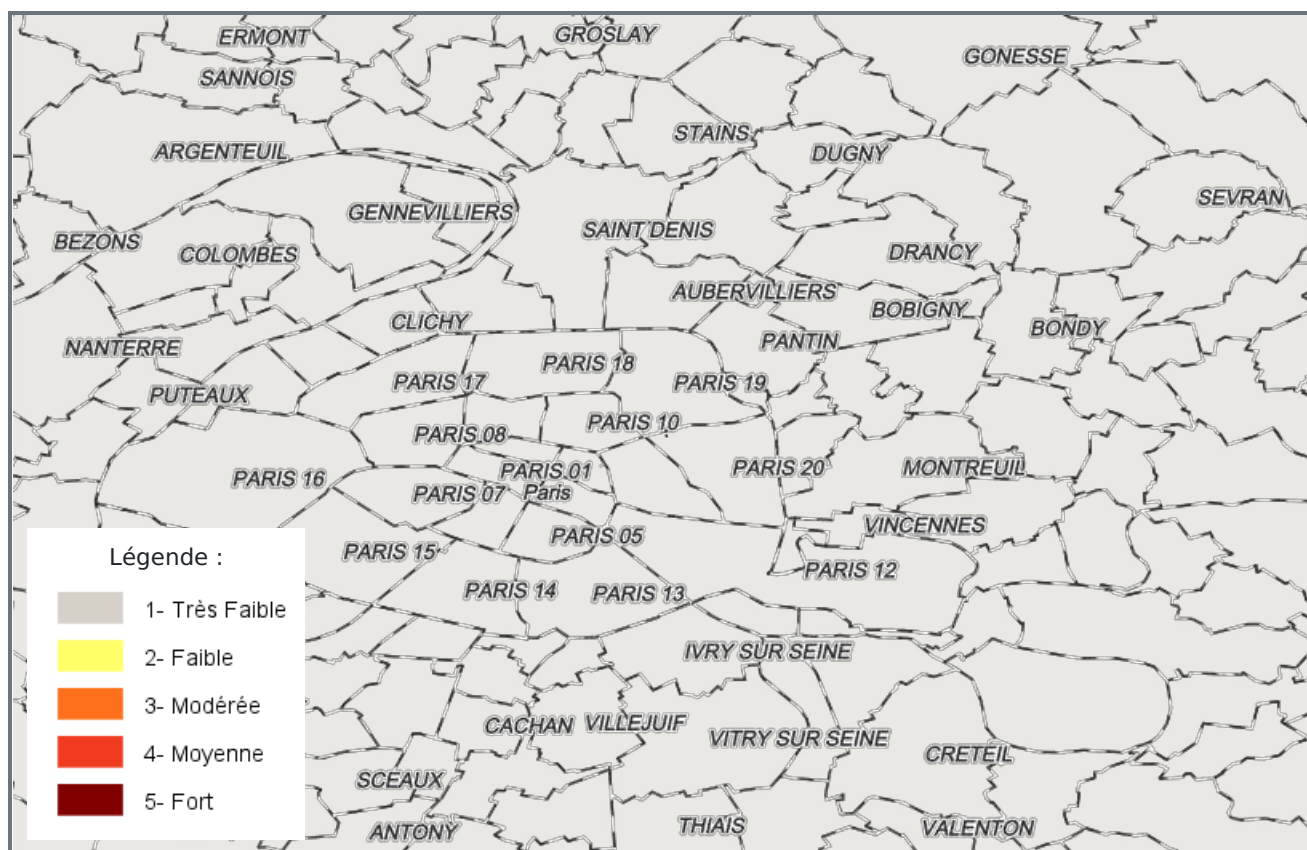 ERMONT
GROSLAY
GONESSE
SANNOIS
STAINS
ARGENTEUIL
DUGNY
SEVRAN
GENNEVILLIERS
SAINT DENIS
BEZONS
COLOMBES
DRANCY
AUBERVILLIERS
BOBIGNY
CLICHY
BONDY
PANTIN
NANTERRE
PARIS 18
PARIS 17
PARIS 19
PUTEAUX
PARIS 10
PARIS 08
PARIS 01
PARIS 20
MONTREUIL
PARIS 16
PARIS 07
Paris
VINCENNES
PARIS 05
PARIS 15
PARIS 12
PARIS 14
PARIS 13
IVRY SUR SEINE
CACHAN
VILLEJUIF
VITRY SUR SEINE
CRETEIL
SCEAUX
THIAIS
VALENTON
ANTONY
Légende :
1- Très Faible
2- Faible
3- Modérée
4- Moyenne
5- Fort